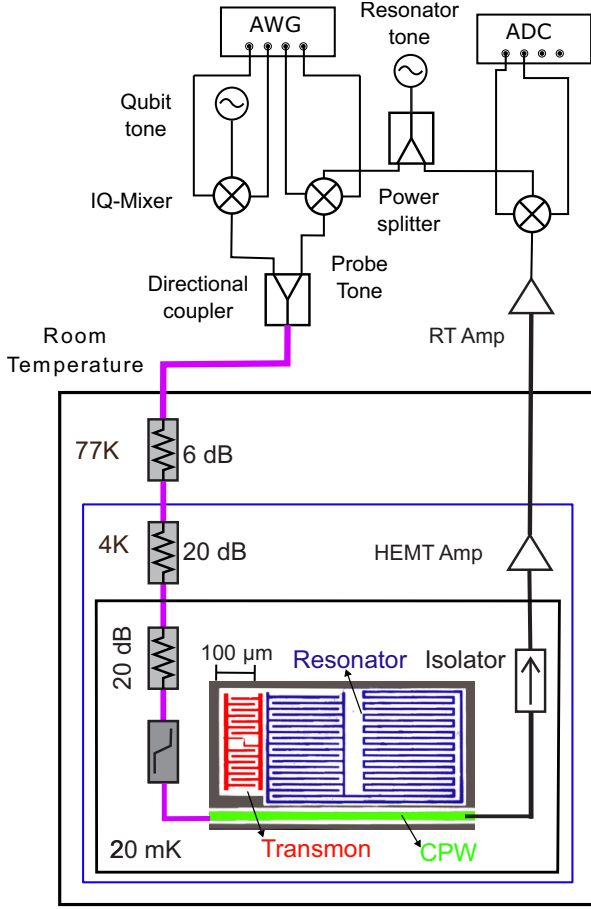 AWG
Resonator
tone
ADC
Qubit
tone
IQ-Mixer
Power
splitter
Directional
coupler
Probe
Tone
Room
Temperature
RT Amp
77K
6 dB
4K
20 dB
HEMT Amp
20 dB
100 µm
Resonator
Isolator
20 mK
Transmon
CPW